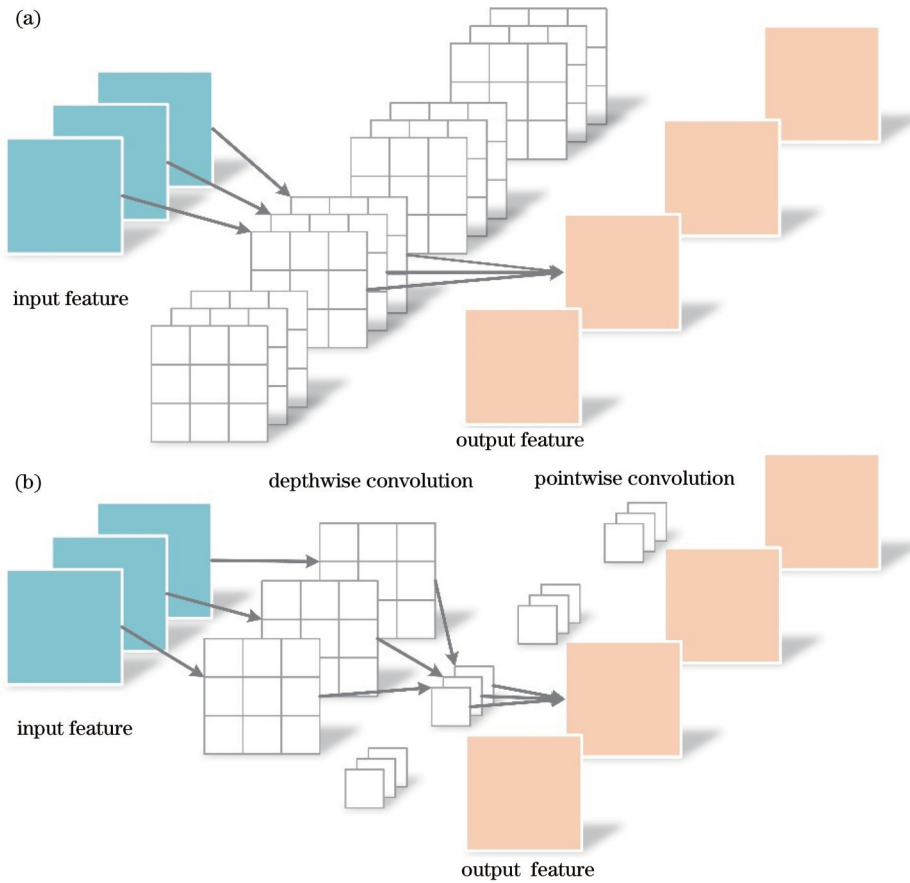 (a)
input feature
output feature
(b)
depthwise convolution
pointwise convolution
input feature
output feature